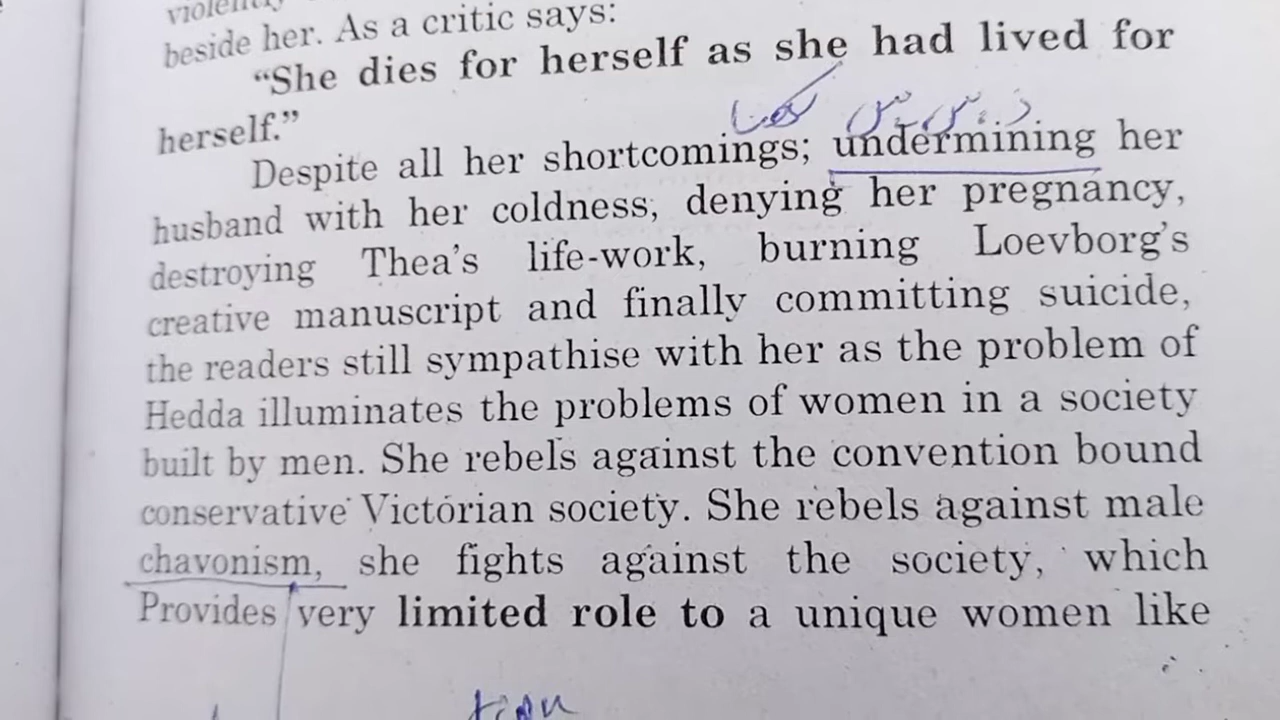 violently
beside her. As a critic says:
“She dies for herself as she had lived for
herself.”
Despite all her shortcomings; undermining her
husband with her coldness, denying her pregnancy,
destroying Thea’s life-work, burning Loevborg’s
creative manuscript and finally committing suicide,
the readers still sympathise with her as the problem of
Hedda illuminates the problems of women in a society
built by men. She rebels against the convention bound
conservative Victorian society. She rebels against male
chavonism, she fights against the society, which
Provides very limited role to a unique women like